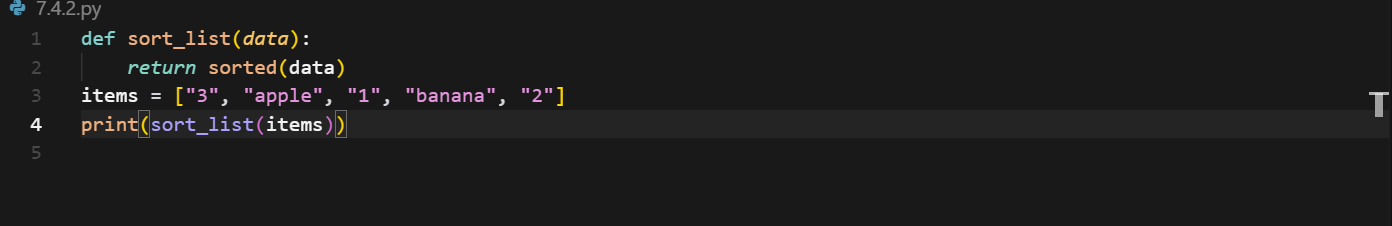 7.4.2.py
1 def sort_list(data):
2     return sorted(data)
3 items = ["3", "apple", "1", "banana", "2"]
4 print(sort_list(items))
5